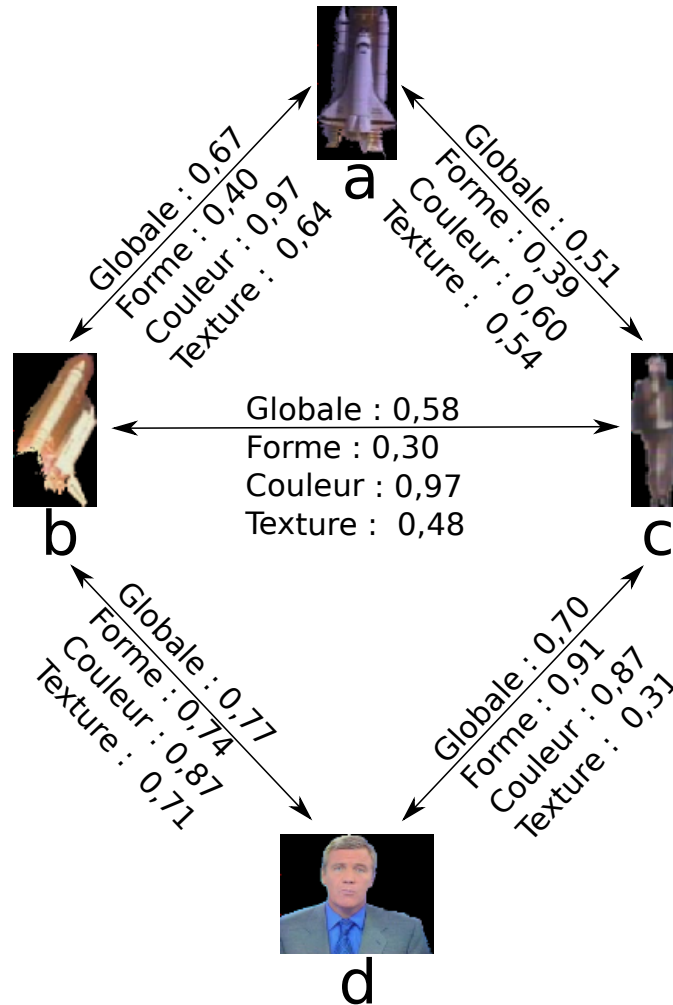 a
Globale : 0,67
Forme : 0,40
Couleur : 0,97
Texture : 0,64
Globale : 0,51
Forme : 0,39
Couleur : 0,60
Texture : 0,54
b
Globale : 0,58
Forme : 0,30
Couleur : 0,97
Texture : 0,48
c
Globale : 0,77
Forme : 0,74
Couleur : 0,87
Texture : 0,71
Globale : 0,70
Forme : 0,91
Couleur : 0,87
Texture : 0,31
d